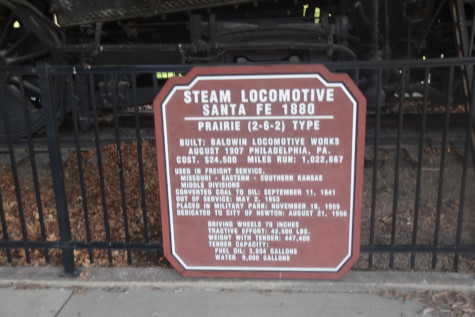 STEAM LOCOMOTIVE
SANTA FE 1880
PRAIRIE (2-6-2) TYPE
BUILT: BALDWIN LOCOMOTIVE WORKS
AUGUST 1907 PHILADELPHIA, PA.
COST: $24,500 MILES RUN: 1,022,667
USED IN FREIGHT SERVICE.
MISSOURI - EASTERN - SOUTHERN KANSAS
MIDDLE DIVISIONS
CONVERTED COAL TO OIL: SEPTEMBER 11, 1941
OUT OF SERVICE: MAY 2, 1953
PLACED IN MILITARY PARK: NOVEMBER 18, 1955
DEDICATED TO CITY OF NEWTON: AUGUST 21, 1956
DRIVING WHEELS 70 INCHES
TRACTIVE EFFORT: 42,500 LBS.
WEIGHT WITH TENDER: 447,400
TENDER CAPACITY:
FUEL OIL: 3,504 GALLONS
WATER 9,000 GALLONS